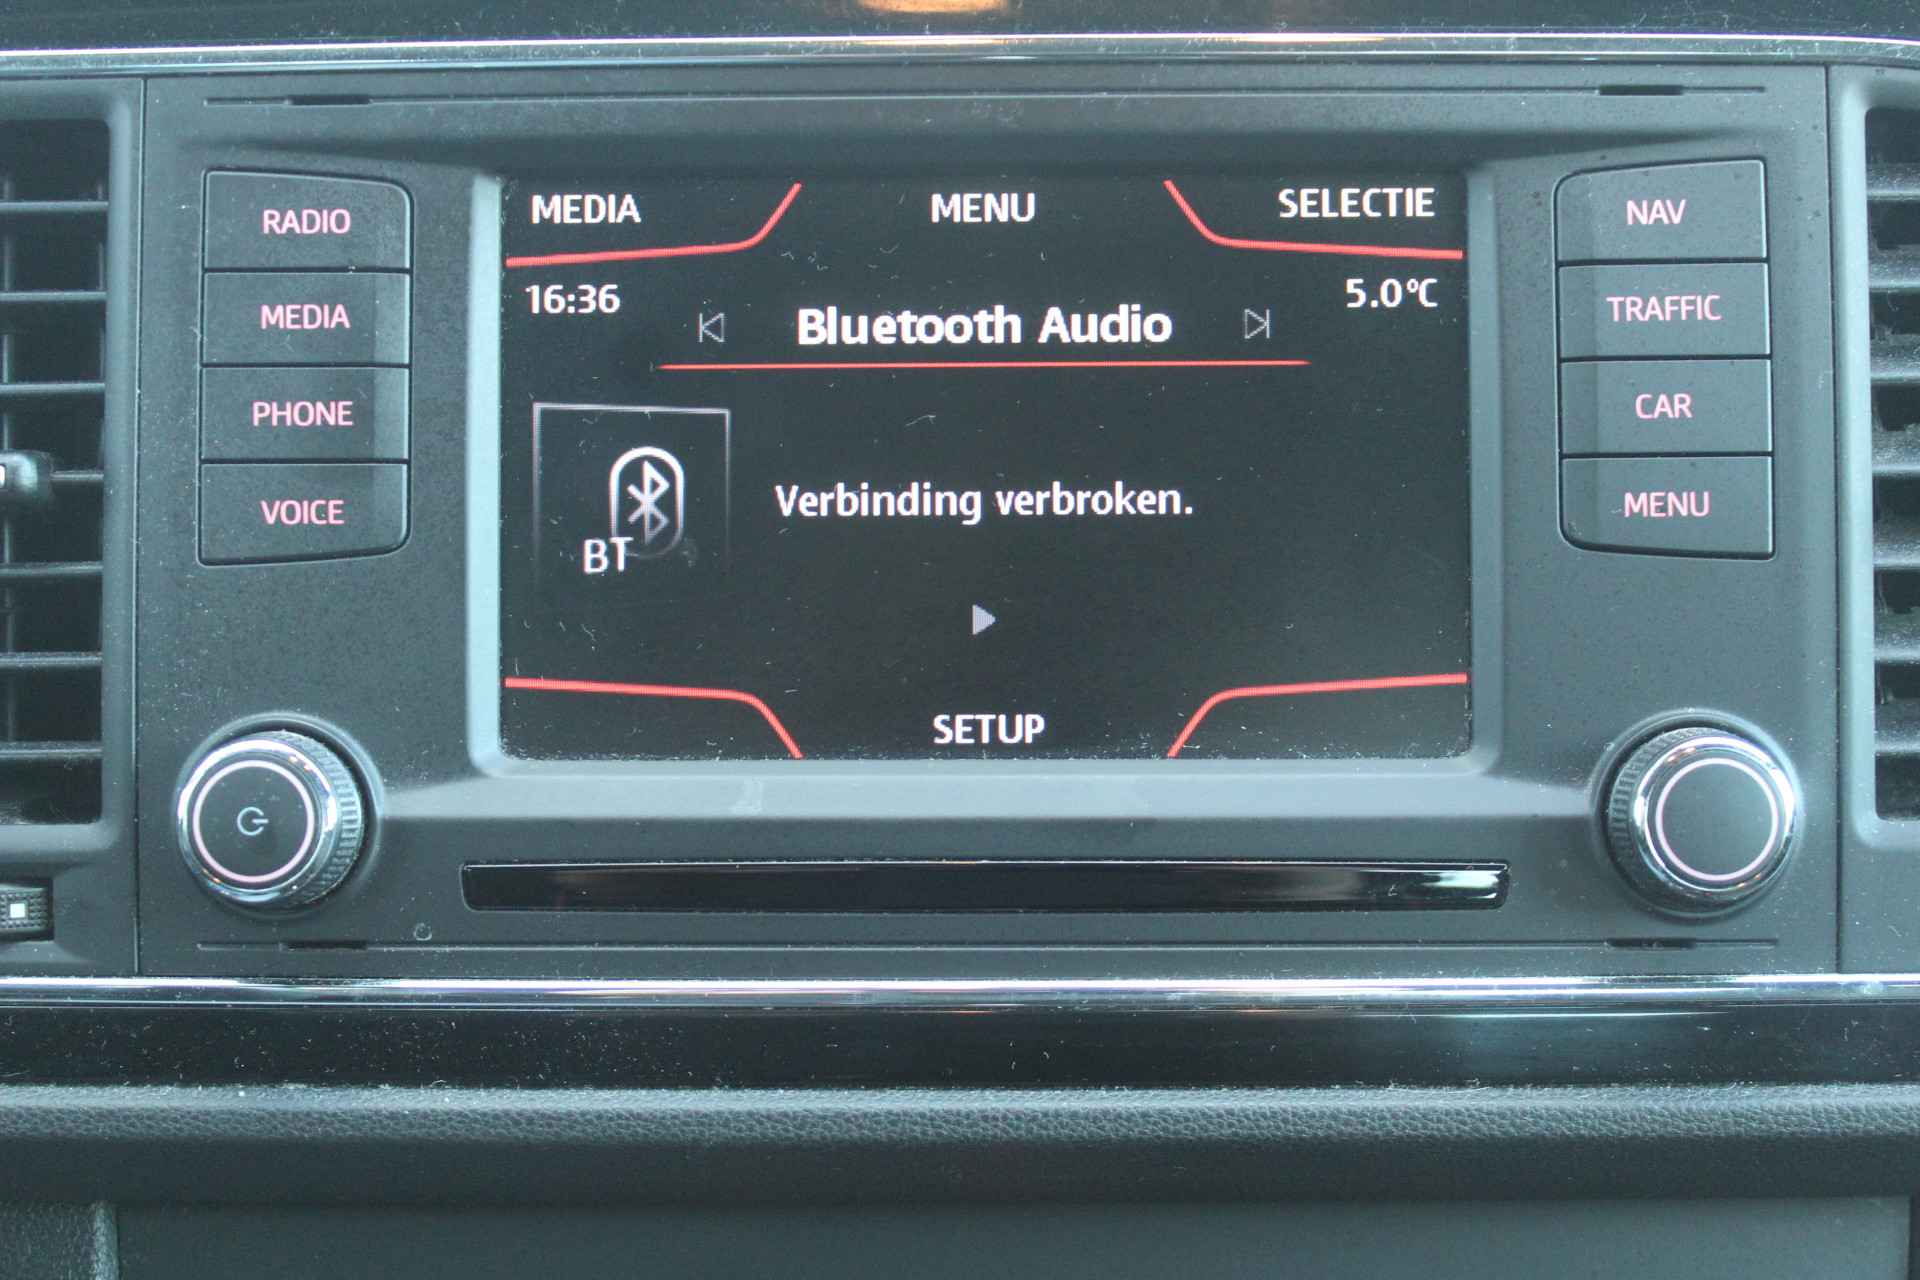 RADIO
MEDIA
PHONE
VOICE
MEDIA MENU SELECTIE
16:36 Bluetooth Audio 5.0°C
BT
Verbinding verbroken.
SETUP
NAV
TRAFFIC
CAR
MENU